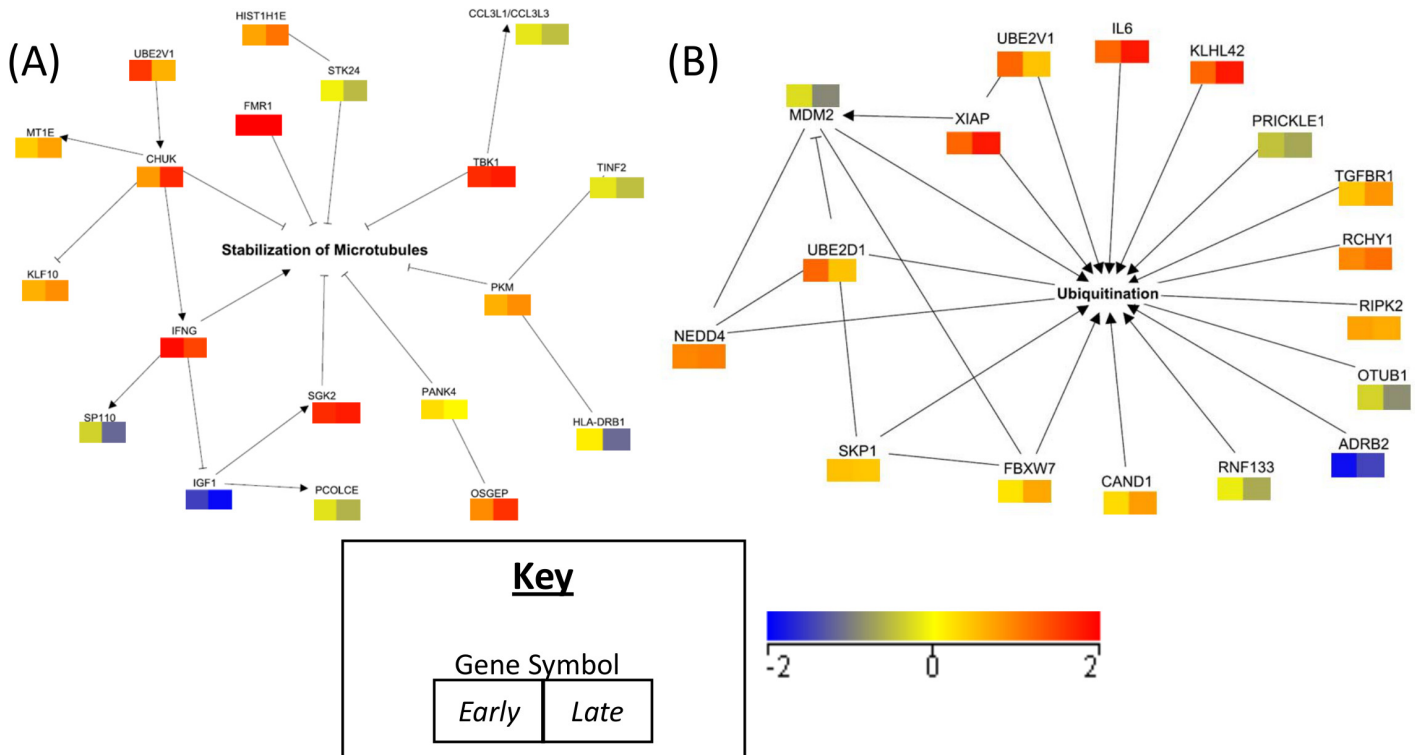 (A)
HIST1H1E
CCL3L1/CCL3L3
UBE2V1
STK24
FMR1
MT1E
CHUK
TBK1
TINF2
Stabilization of Microtubules
KLF10
PKM
IFNG
SGK2
PANK4
SP110
HLA-DRB1
IGF1
PCOLCE
OSGEP
(B)
UBE2V1
IL6
KLHL42
MDM2
XIAP
PRICKLE1
TGFBR1
RCHY1
UBE2D1
Ubiquitination
RIPK2
NEDD4
OTUB1
SKP1
FBXW7
CAND1
RNF133
ADRB2
Key
Gene Symbol
Early Late
-2 0 2